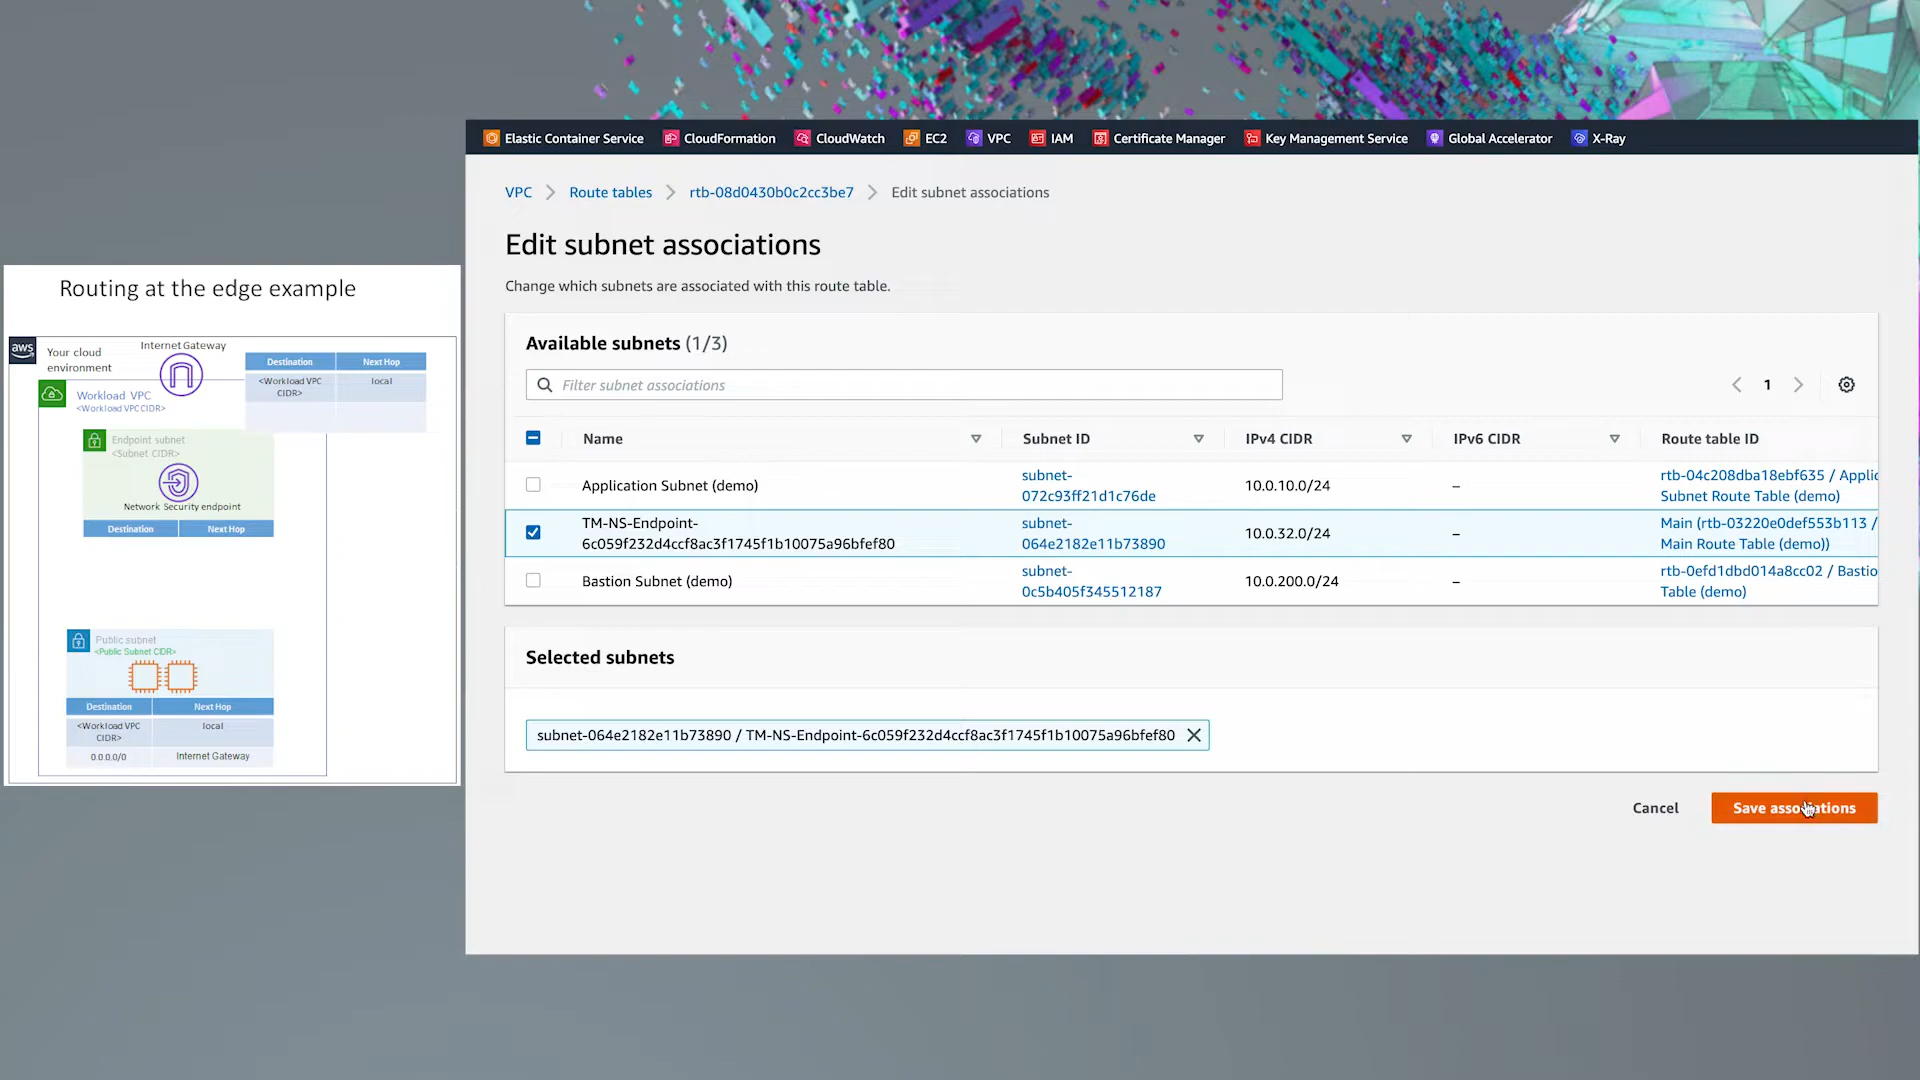 Elastic Container Service CloudFormation CloudWatch EC2 VPC IAM Certificate Manager Key Management Service Global Accelerator X-Ray
VPC Route tables rtb-08d0430b0c2cc3be7 Edit subnet associations
Edit subnet associations
Change which subnets are associated with this route table.
Available subnets (1/3)
Filter subnet associations
1
Name Subnet ID IPv4 CIDR IPv6 CIDR Route table ID
Application Subnet (demo)
subnet-
072c93ff21d1c76de
10.0.10.0/24
–
rtb-04c208dba18ebf635 / Applic
Subnet Route Table (demo)
TM-NS-Endpoint-
6c059f232d4ccf8ac3f1745f1b10075a96bfef80
subnet-
064e2182e11b73890
10.0.32.0/24
–
Main (rtb-03220e0def553b113 /
Main Route Table (demo))
Bastion Subnet (demo)
subnet-
0c5b405f345512187
10.0.200.0/24
–
rtb-0efd1dbd014a8cc02 / Bastio
Table (demo)
Selected subnets
subnet-064e2182e11b73890 / TM-NS-Endpoint-6c059f232d4ccf8ac3f1745f1b10075a96bfef80
Cancel
Save associations
Routing at the edge example
aws
Your cloud
environment
Internet Gateway
Destination Next Hop
<Workload VPC
CIDR>
local
Workload VPC
<Workload VPC CIDR>
Endpoint subnet
<Subnet CIDR>
Network Security endpoint
Destination Next Hop
Public subnet
<Public Subnet CIDR>
Destination Next Hop
<Workload VPC
CIDR>
local
0.0.0.0/0 Internet Gateway